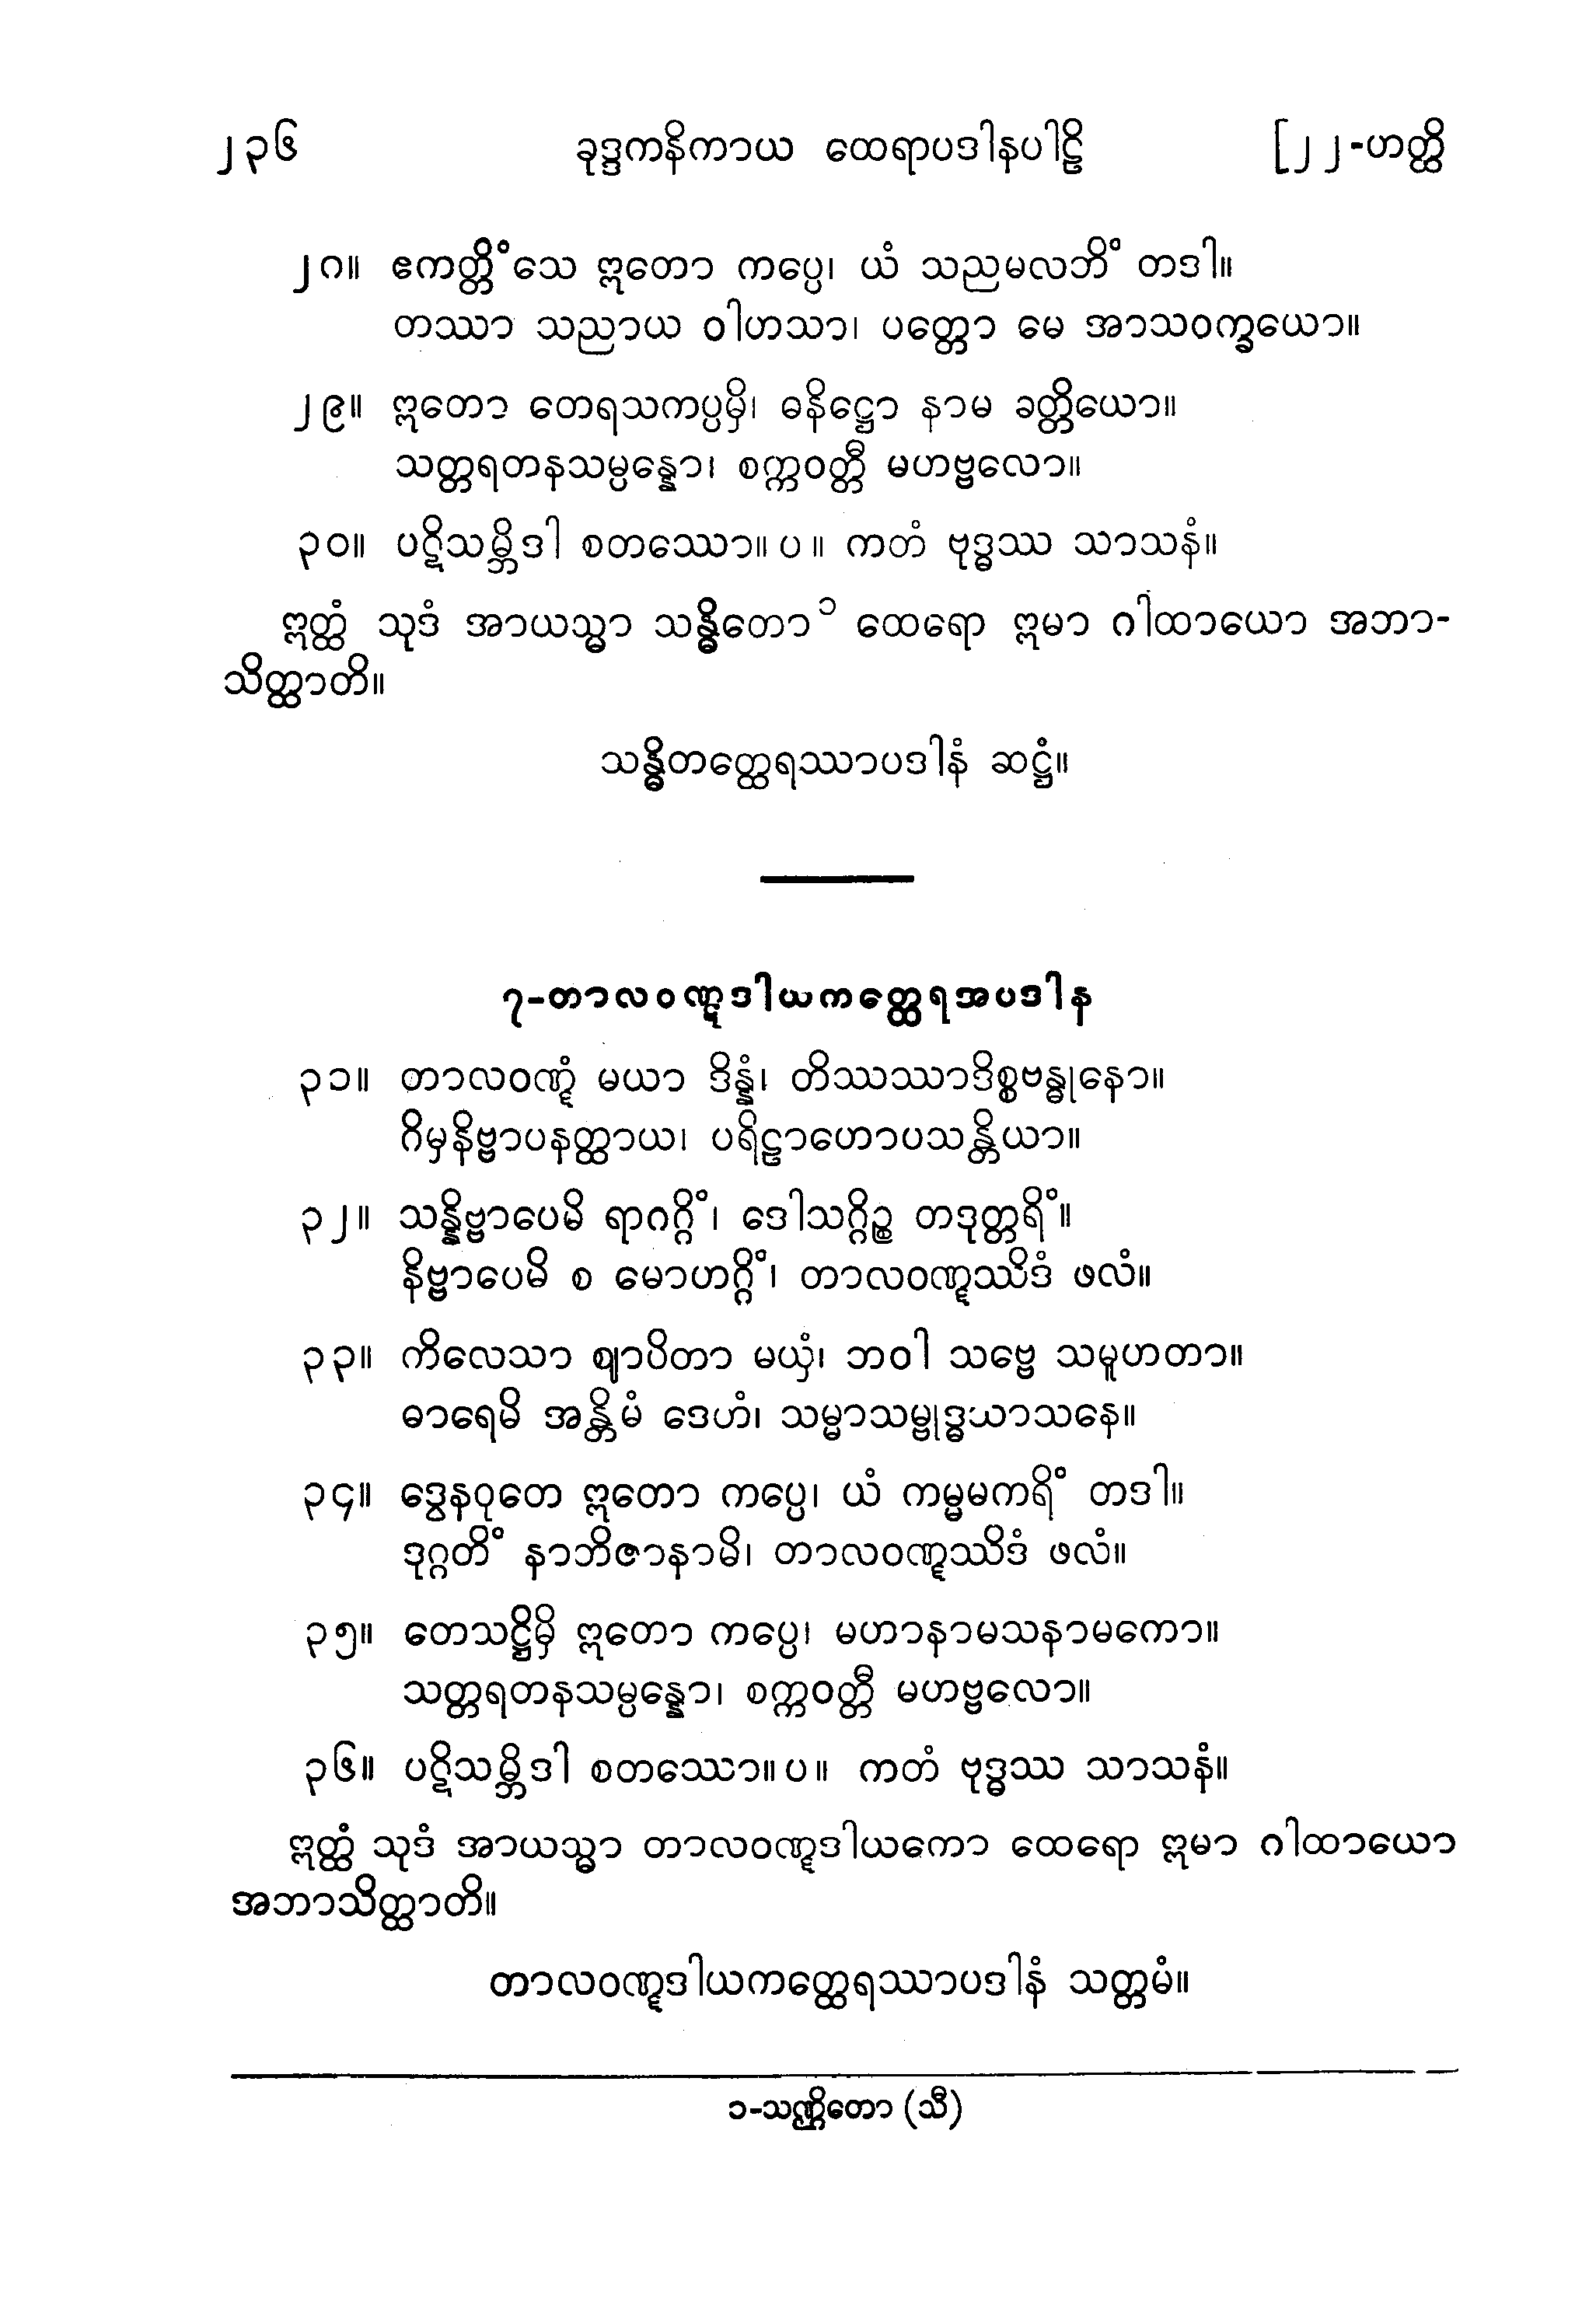 ၂၃၆ ခုဒ္ဒကနိကာယ ထေရာပဒါနပါဠိ [၂၂-ဟတ္ထိ
၂၈။ ဧကတ္တိံသေ ဣတော ကပ္ပေ၊ ယံ သညမလဘိံ တဒါ။
တဿာ သညာယ ဝါဟသာ၊ ပတ္တော မေ အာသဝက္ခယော။
၂၉။ ဣတော တေရသကပ္ပမှိ၊ ဓနိဋ္ဌော နာမ ခတ္တိယော။
သတ္တရတနသမ္ပန္နော၊ စက္ကဝတ္တီ မဟဗ္ဗလော။
၃၀။ ပဋိသမ္ဘိဒါ စတဿော။ ပ ။ ကတံ ဗုဒ္ဓဿ သာသနံ။
ဣတ္ထံ သုဒံ အာယသ္မာ သန္ဓိတော ၁ ထေရော ဣမာ ဂါထာယော အဘာ-
သိတ္ထာတိ။
သန္ဓိတတ္ထေရဿာပဒါနံ ဆဋ္ဌံ။
၇-တာလဝဏ္ဋဒါယကတ္ထေရအပဒါန
၃၁။ တာလဝဏ္ဋံ မယာ ဒိန္နံ၊ တိဿဿာဒိစ္စဗန္ဓုနော။
ဂိမှနိဗ္ဗာပနတ္ထာယ၊ ပရိဠာဟောပသန္တိယာ။
၃၂။ သန္နိဗ္ဗာပေမိ ရာဂဂ္ဂိံ၊ ဒေါသဂ္ဂိဉ္စ တဒုတ္တရိံ။
နိဗ္ဗာပေမိ စ မောဟဂ္ဂိံ၊ တာလဝဏ္ဋဿိဒံ ဖလံ။
၃၃။ ကိလေသာ ဈာပိတာ မယှံ၊ ဘဝါ သဗ္ဗေ သမူဟတာ။
ဓာရေမိ အန္တိမံ ဒေဟံ၊ သမ္မာသမ္ဗုဒ္ဓသာသနေ။
၃၄။ ဒွေနဝုတေ ဣတော ကပ္ပေ၊ ယံ ကမ္မမကရိံ တဒါ။
ဒုဂ္ဂတိံ နာဘိဇာနာမိ၊ တာလဝဏ္ဋဿိဒံ ဖလံ။
၃၅။ တေသဋ္ဌိမှိ ဣတော ကပ္ပေ၊ မဟာနာမသနာမကော။
သတ္တရတနသမ္ပန္နော၊ စက္ကဝတ္တီ မဟဗ္ဗလော။
၃၆။ ပဋိသမ္ဘိဒါ စတဿော။ ပ ။ ကတံ ဗုဒ္ဓဿ သာသနံ။
ဣတ္ထံ သုဒံ အာယသ္မာ တာလဝဏ္ဋဒါယကော ထေရော ဣမာ ဂါထာယော
အဘာသိတ္ထာတိ။
တာလဝဏ္ဋဒါယကတ္ထေရဿာပဒါနံ သတ္တမံ။
၁-သဏ္ဌိတော (သီ)